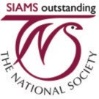 SIAMS outstanding
TNS
THE NATIONAL SOCIETY